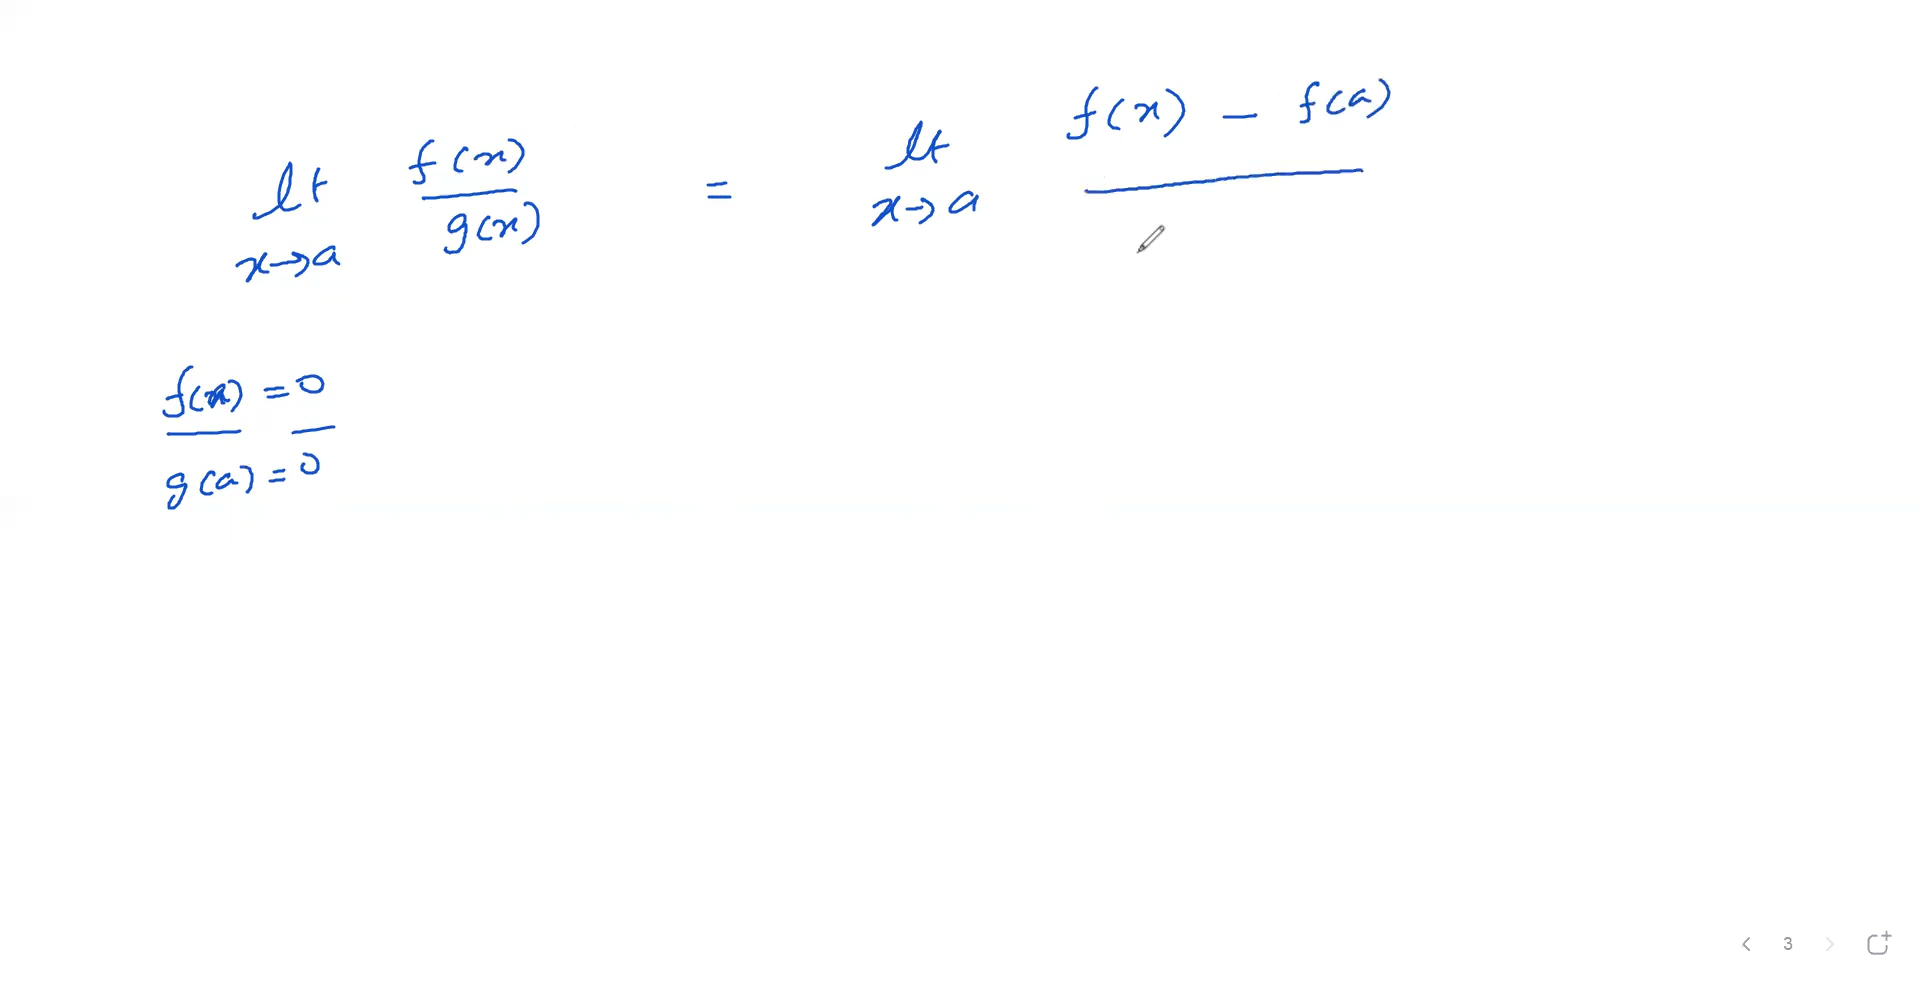 lt f(x)/g(x) = lt f(x) - f(a)
x→a x→a
f(a) = 0
g(a) = 0
3